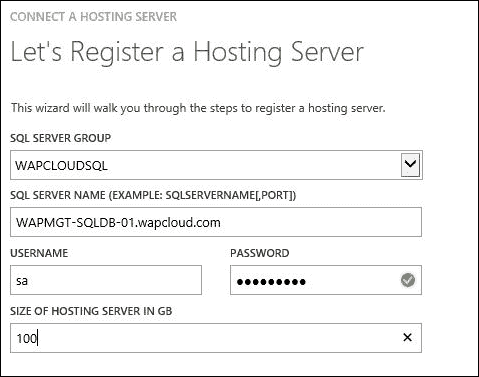 CONNECT A HOSTING SERVER
Let's Register a Hosting Server
This wizard will walk you through the steps to register a hosting server.
SQL SERVER GROUP
WAPCLOUDSQL
SQL SERVER NAME (EXAMPLE: SQLSERVERNAME[,PORT])
WAPMGT-SQLDB-01.wapcloud.com
USERNAME PASSWORD
sa ●●●●●●●●●
SIZE OF HOSTING SERVER IN GB
100